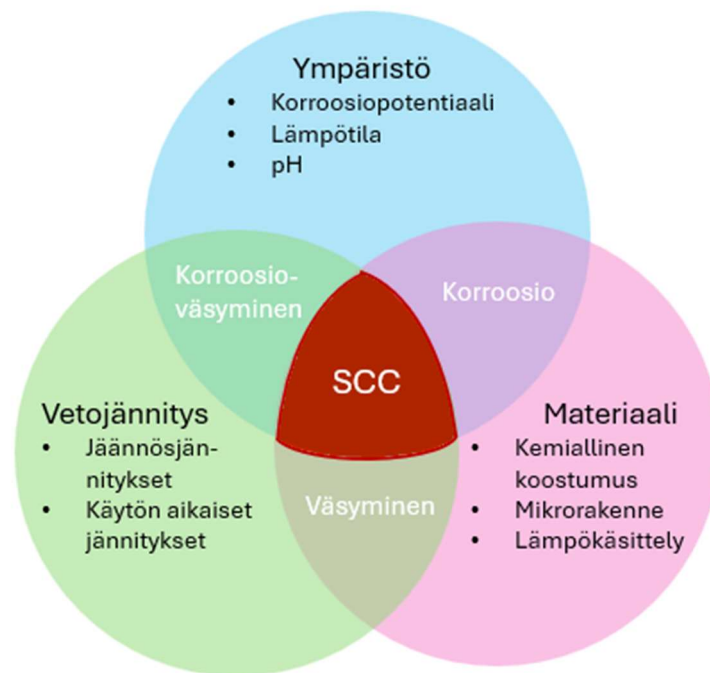 Ympäristö
• Korroosiopotentiaali
• Lämpötila
• pH
Korroosio-
väsyminen
Korroosio
SCC
Vetojännitys
• Jäännösjän-
nitykset
• Käytön aikaiset
jännitykset
Väsyminen
Materiaali
• Kemiallinen
koostumus
• Mikrorakenne
• Lämpökäsittely